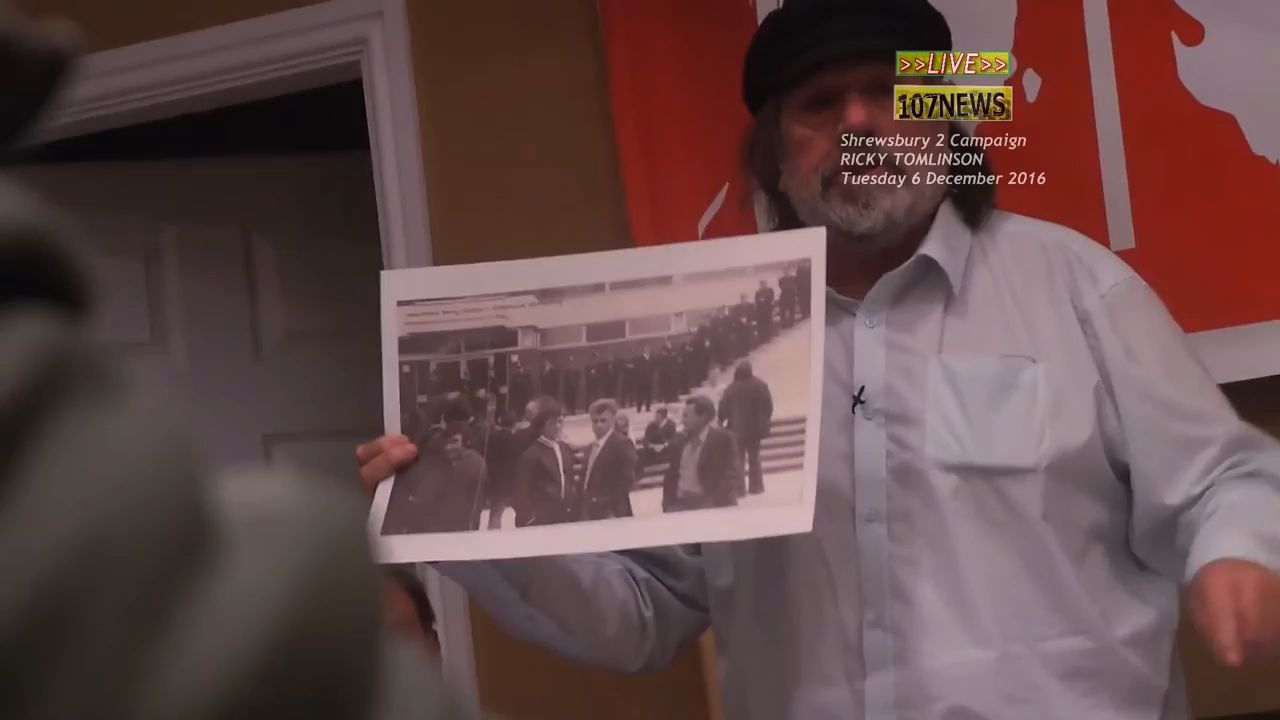 >>LIVE>>
107NEWS
Shrewsbury 2 Campaign
RICKY TOMLINSON
Tuesday 6 December 2016